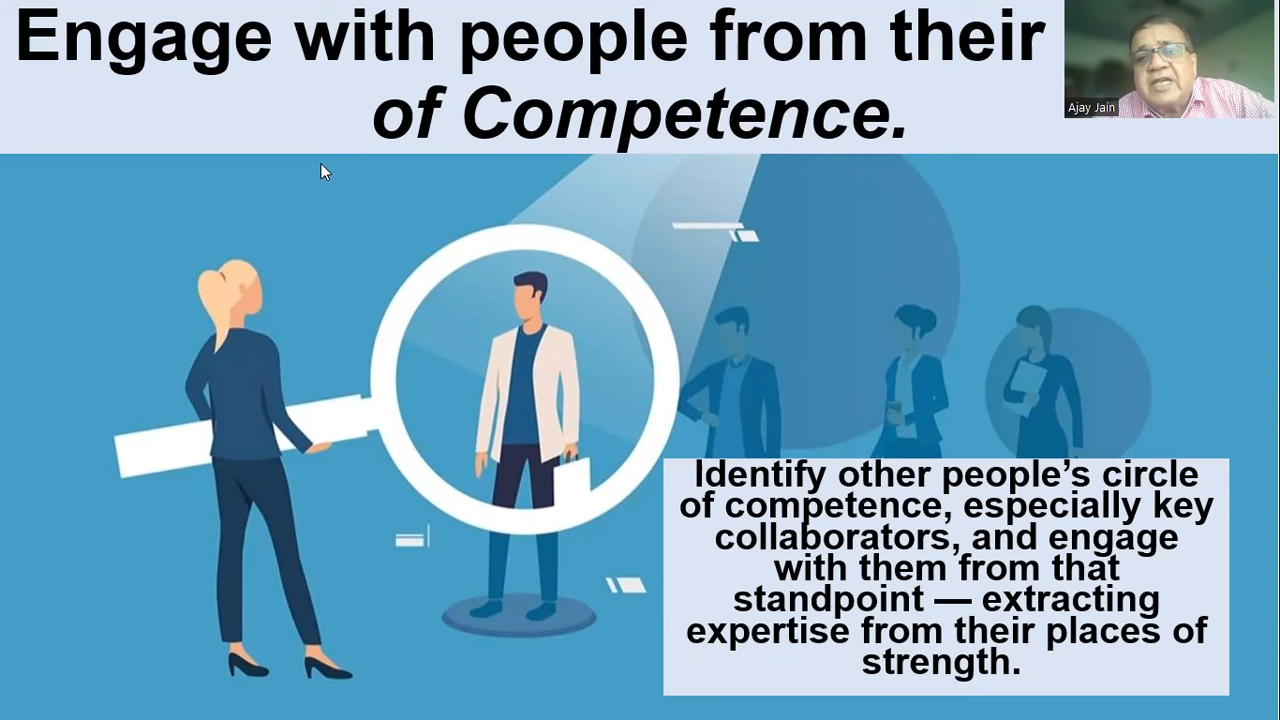 Engage with people from their
of Competence.
Ajay Jain
Identify other people’s circle
of competence, especially key
collaborators, and engage
with them from that
standpoint — extracting
expertise from their places of
strength.